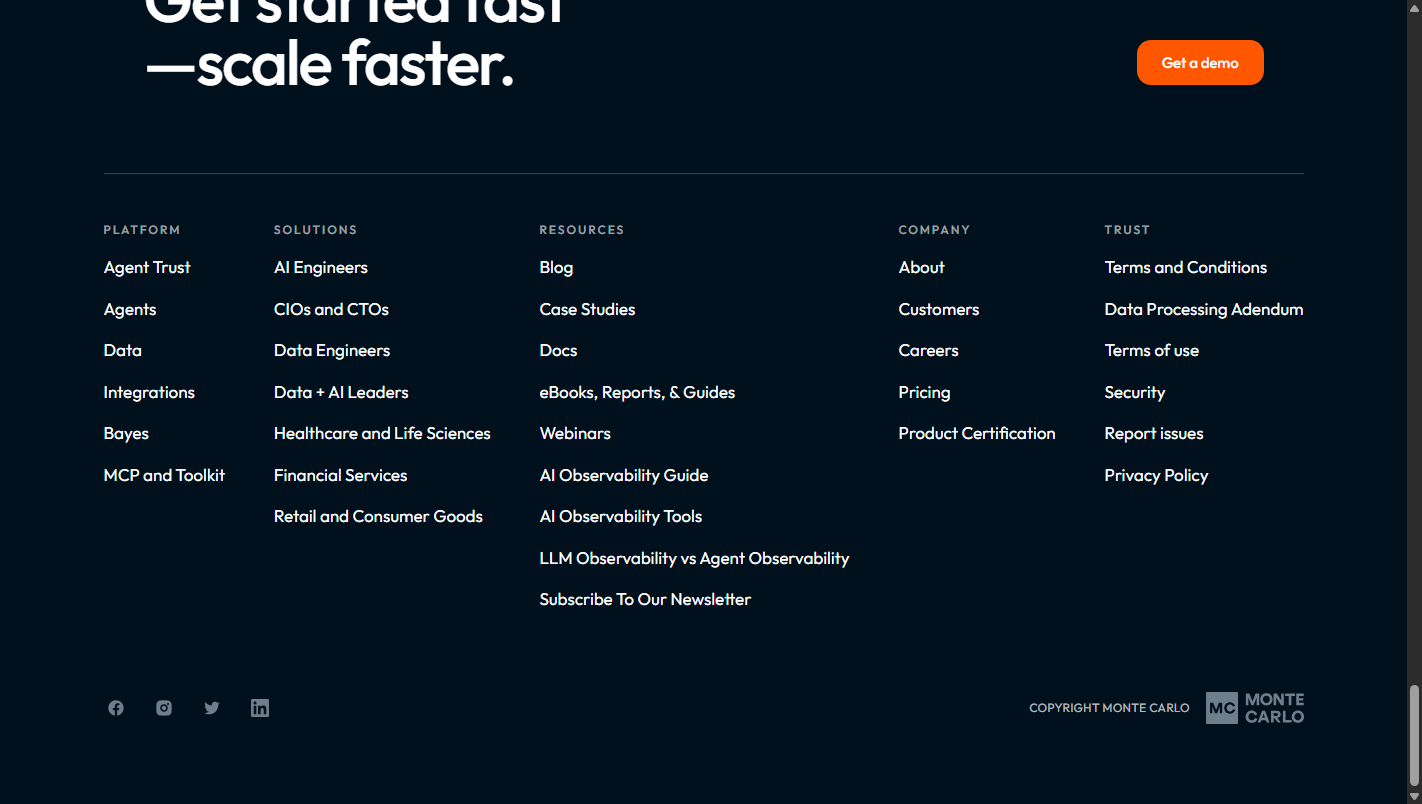 Get started fast
—scale faster.
Get a demo
PLATFORM
Agent Trust
Agents
Data
Integrations
Bayes
MCP and Toolkit
SOLUTIONS
AI Engineers
CIOs and CTOs
Data Engineers
Data + AI Leaders
Healthcare and Life Sciences
Financial Services
Retail and Consumer Goods
RESOURCES
Blog
Case Studies
Docs
eBooks, Reports, & Guides
Webinars
AI Observability Guide
AI Observability Tools
LLM Observability vs Agent Observability
Subscribe To Our Newsletter
COMPANY
About
Customers
Careers
Pricing
Product Certification
TRUST
Terms and Conditions
Data Processing Adendum
Terms of use
Security
Report issues
Privacy Policy
COPYRIGHT MONTE CARLO
MC
MONTE
CARLO